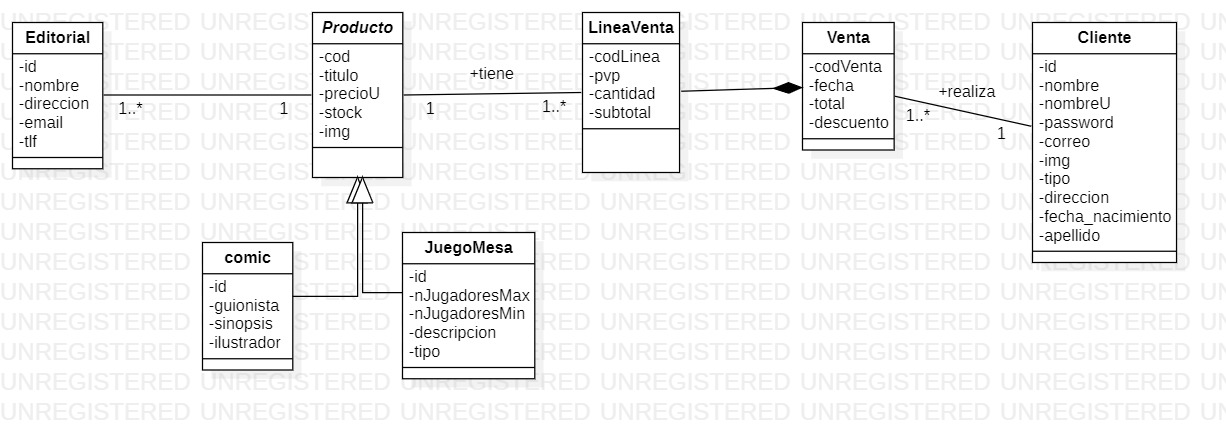 Editorial
-id
-nombre
-direccion
-email
-tlf
1..*
1
Producto
-cod
-titulo
-precioU
-stock
-img
+tiene
1
1..*
LineaVenta
-codLinea
-pvp
-cantidad
-subtotal
Venta
-codVenta
-fecha
-total
-descuento
+realiza
1..*
1
Cliente
-id
-nombre
-nombreU
-password
-correo
-img
-tipo
-direccion
-fecha_nacimiento
-apellido
comic
-id
-guionista
-sinopsis
-ilustrador
JuegoMesa
-id
-nJugadoresMax
-nJugadoresMin
-descripcion
-tipo
UNREGISTERED UNREGISTERED UNREGISTERED UNREGISTERED UNREGISTERED UNREGISTERED UN